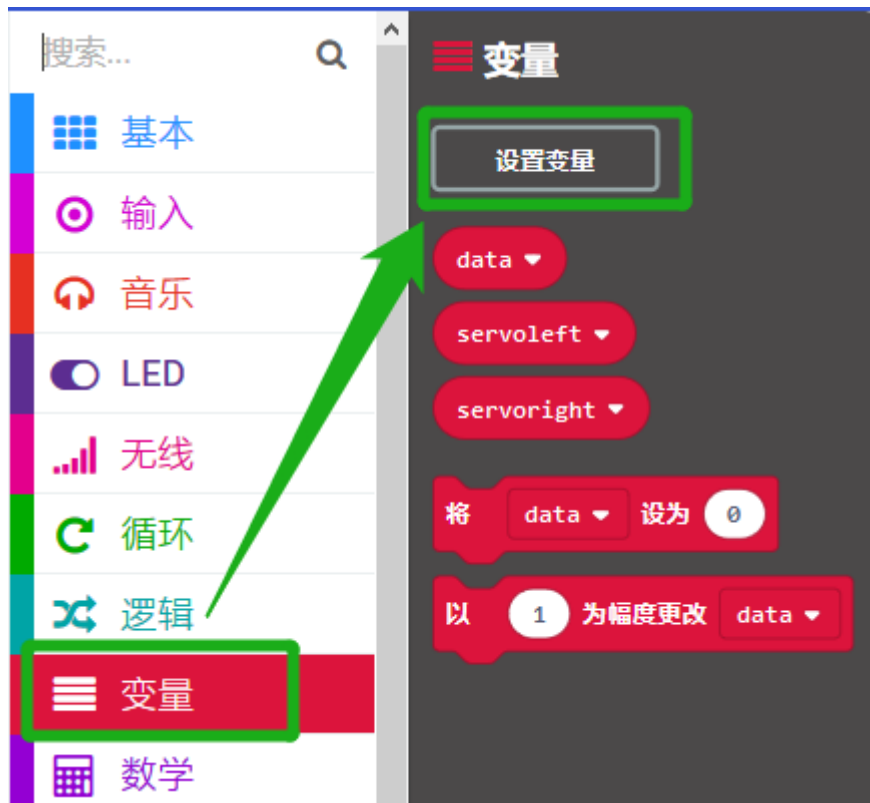 搜索...
基本
输入
音乐
LED
无线
循环
逻辑
变量
数学
变量
设置变量
data
servoleft
servoright
将 data 设为 0
以 1 为幅度更改 data